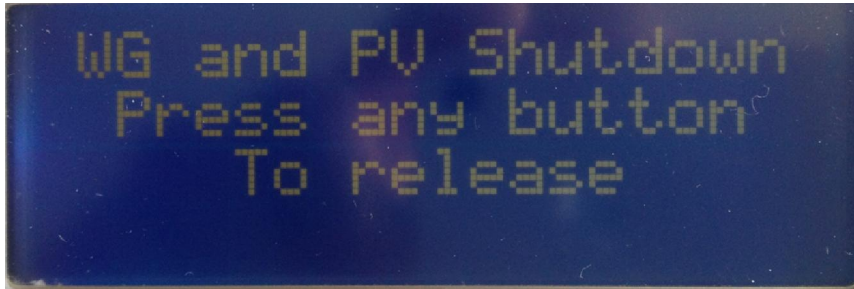 WG and PV Shutdown
Press any button
To release